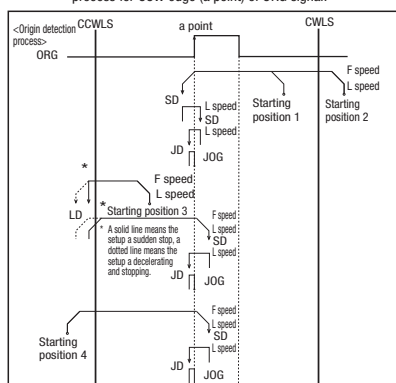 process for CCW edge (a point) of ORG signal.
<Origin detection process>
CCWLS
a point
CWLS
ORG
F speed
L speed
SD
L speed
SD
Starting position 1
Starting position 2
L speed
JD
JOG
*
F speed
L speed
LD
*
Starting position 3
F speed
L speed
SD
* A solid line means the
setup a sudden stop, a
dotted line means the
setup a decelerating
and stopping.
L speed
JD
JOG
F speed
L speed
SD
Starting
position 4
L speed
JD
JOG